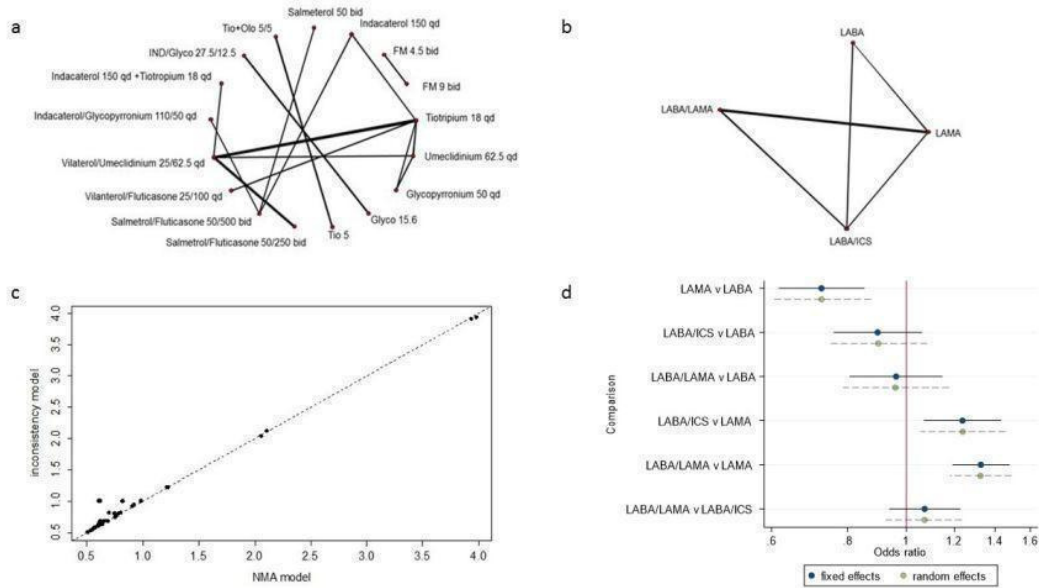 a
Salmeterol 50 bid
Tio+Olo 5/5
Indacaterol 150 qd
IND/Glyco 27.5/12.5
FM 4.5 bid
Indacaterol 150 qd +Tiotropium 18 qd
FM 9 bid
Indacaterol/Glycopyrronium 110/50 qd
Tiotripium 18 qd
Vilaterol/Umeclidinium 25/62.5 qd
Umeclidinium 62.5 qd
Vilanterol/Fluticasone 25/100 qd
Glycopyrronium 50 qd
Salmetrol/Fluticasone 50/500 bid
Glyco 15.6
Salmetrol/Fluticasone 50/250 bid
Tio 5
b
LABA
LABA/LAMA
LAMA
LABA/ICS
c
inconsistency model
4.0
3.5
3.0
2.5
2.0
1.5
1.0
0.5
0.5 1.0 1.5 2.0 2.5 3.0 3.5 4.0
NMA model
d
Comparison
LAMA v LABA
LABA/ICS v LABA
LABA/LAMA v LABA
LABA/ICS v LAMA
LABA/LAMA v LAMA
LABA/LAMA v LABA/ICS
.6 .8 1 1.2 1.4 1.6
Odds ratio
fixed effects random effects